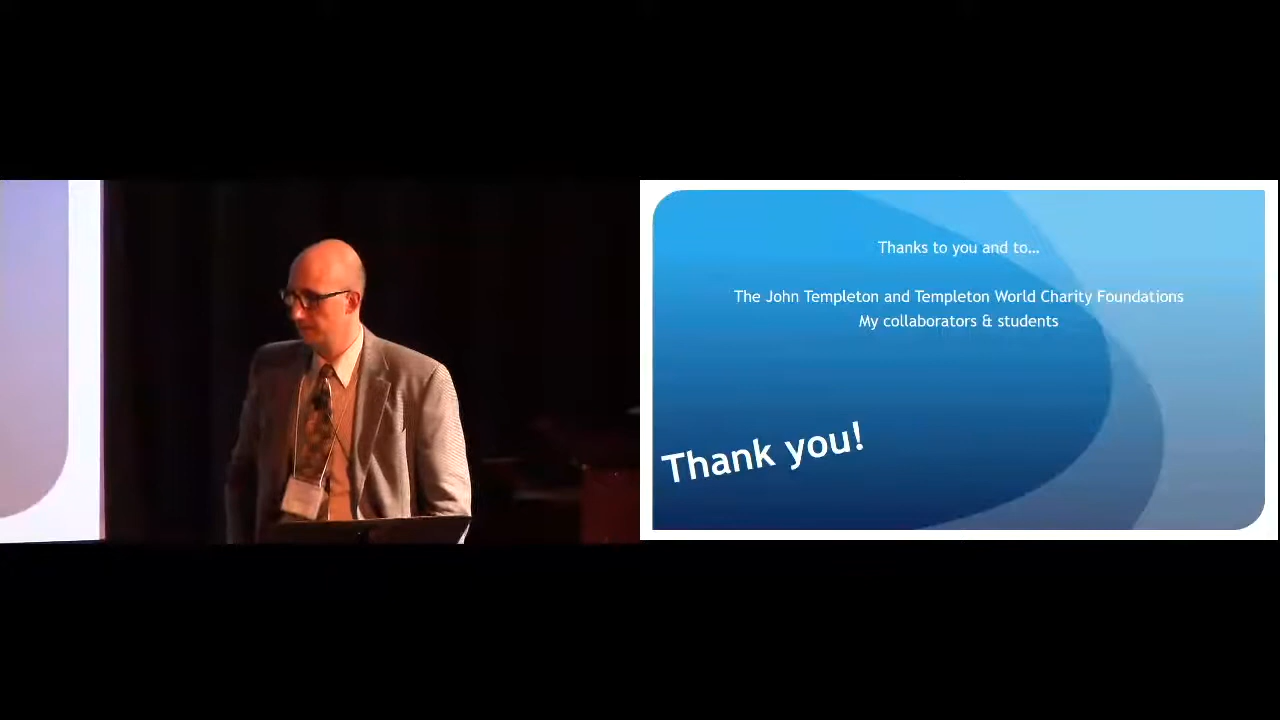 Thanks to you and to…
The John Templeton and Templeton World Charity Foundations
My collaborators & students
Thank you!